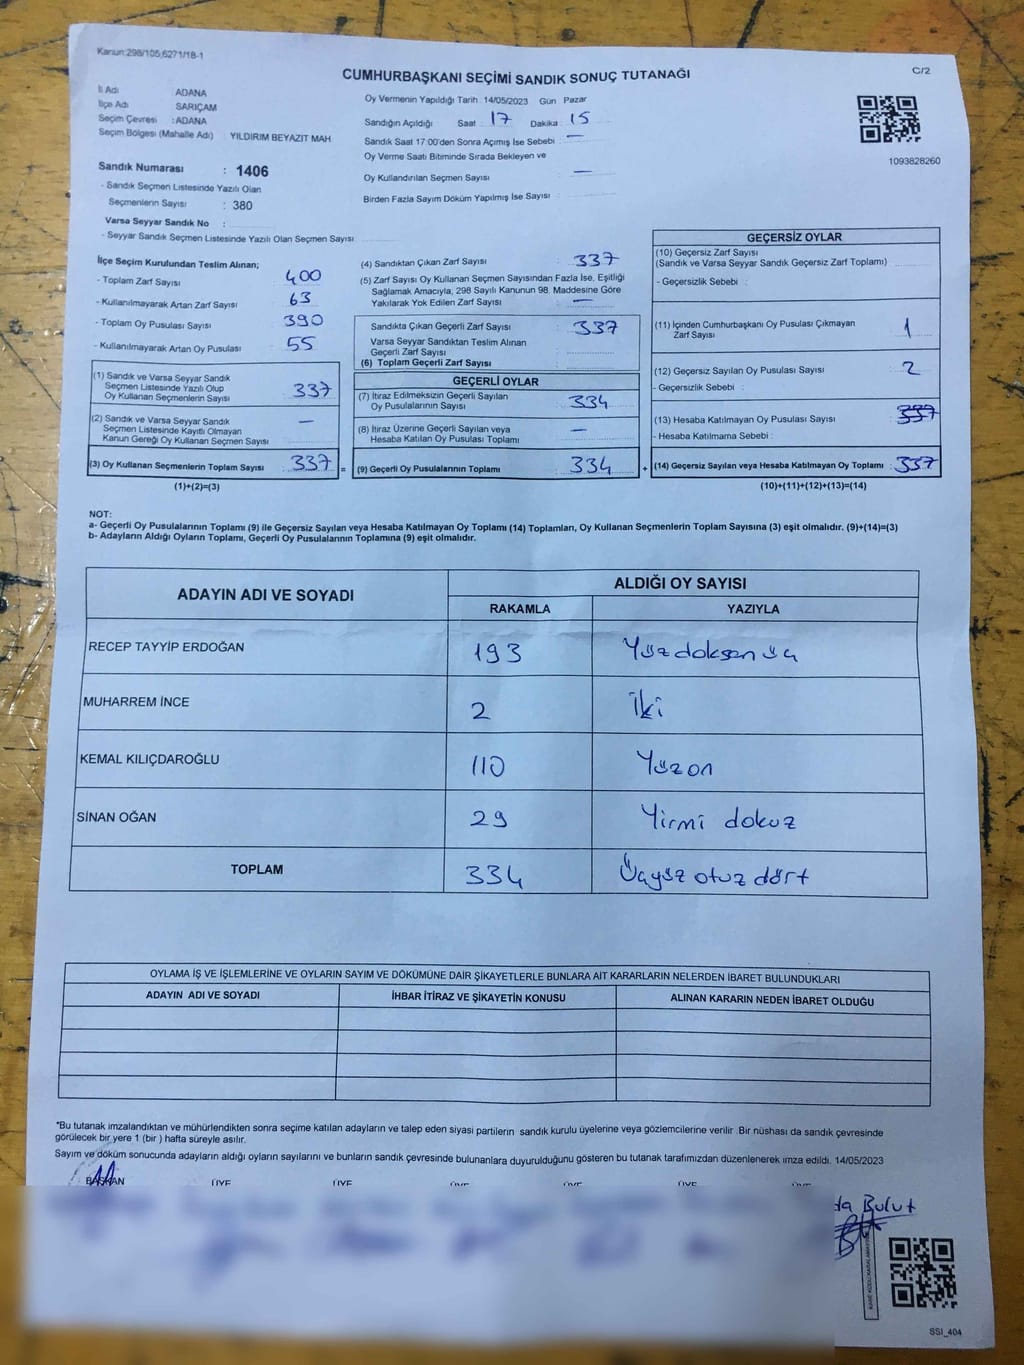 Kanun:298/105,6271/18-1
CUMHURBAŞKANI SEÇİMİ SANDIK SONUÇ TUTANAĞI
C/2
İl Adı : ADANA
İlçe Adı : SARIÇAM
Seçim Çevresi : ADANA
Seçim Bölgesi (Mahalle Adı) : YILDIRIM BEYAZIT MAH.
Oy Vermenin Yapıldığı Tarih : 14/05/2023 Gün Pazar
Sandığın Açıldığı Saat : 17 Dakika : 15
Sandık Saat 17:00'den Sonra Açımış İse Sebebi : —
Oy Verme Saati Bitiminde Sırada Bekleyen ve
Oy Kullandırılan Seçmen Sayısı : —
Birden Fazla Sayım Döküm Yapılmış İse Sayısı :
1093828260
Sandık Numarası : 1406
- Sandık Seçmen Listesinde Yazılı Olan
Seçmenlerin Sayısı : 380
Varsa Seyyar Sandık No :
- Seyyar Sandık Seçmen Listesinde Yazılı Olan Seçmen Sayısı :
İlçe Seçim Kurulundan Teslim Alınan;
- Toplam Zarf Sayısı : 400
- Kullanılmayarak Artan Zarf Sayısı : 63
- Toplam Oy Pusulası Sayısı : 390
- Kullanılmayarak Artan Oy Pusulası : 55
(1) Sandık ve Varsa Seyyar Sandık
Seçmen Listesinde Yazılı Olup
Oy Kullanan Seçmenlerin Sayısı : 337
(2) Sandık ve Varsa Seyyar Sandık
Seçmen Listesinde Kayıtlı Olmayan
Kanun Gereği Oy Kullanan Seçmen Sayısı : —
(3) Oy Kullanan Seçmenlerin Toplam Sayısı : 337 =
(1)+(2)=(3)
(4) Sandıktan Çıkan Zarf Sayısı : 337
(5) Zarf Sayısı Oy Kullanan Seçmen Sayısından Fazla İse, Eşitliği
Sağlamak Amacıyla, 298 Sayılı Kanunun 98. Maddesine Göre
Yakılarak Yok Edilen Zarf Sayısı : —
Sandıkta Çıkan Geçerli Zarf Sayısı : 337
Varsa Seyyar Sandıktan Teslim Alınan
Geçerli Zarf Sayısı :
(6) Toplam Geçerli Zarf Sayısı :
GEÇERLİ OYLAR
(7) İtiraz Edilmeksizin Geçerli Sayılan
Oy Pusulalarının Sayısı : 334
(8) İtiraz Üzerine Geçerli Sayılan veya
Hesaba Katılan Oy Pusulası Toplamı : —
(9) Geçerli Oy Pusulalarının Toplamı : 334 +
GEÇERSİZ OYLAR
(10) Geçersiz Zarf Sayısı
(Sandık ve Varsa Seyyar Sandık Geçersiz Zarf Toplamı) :
- Geçersizlik Sebebi :
(11) İçinden Cumhurbaşkanı Oy Pusulası Çıkmayan
Zarf Sayısı : 1
(12) Geçersiz Sayılan Oy Pusulası Sayısı : 2
- Geçersizlik Sebebi :
(13) Hesaba Katılmayan Oy Pusulası Sayısı : 337
- Hesaba Katılmama Sebebi :
(14) Geçersiz Sayılan veya Hesaba Katılmayan Oy Toplamı : 337
(10)+(11)+(12)+(13)=(14)
NOT:
a- Geçerli Oy Pusulalarının Toplamı (9) ile Geçersiz Sayılan veya Hesaba Katılmayan Oy Toplamı (14) Toplamları, Oy Kullanan Seçmenlerin Toplam Sayısına (3) eşit olmalıdır. (9)+(14)=(3)
b- Adayların Aldığı Oyların Toplamı, Geçerli Oy Pusulalarının Toplamına (9) eşit olmalıdır.
ADAYIN ADI VE SOYADI
ALDIĞI OY SAYISI
RAKAMLA YAZIYLA
RECEP TAYYİP ERDOĞAN 193 Yüzdoksan üç
MUHARREM İNCE 2 İki
KEMAL KILIÇDAROĞLU 110 Yüzon
SİNAN OĞAN 29 Yirmi dokuz
TOPLAM 334 Üçyüz otuz dört
OYLAMA İŞ VE İŞLEMLERİNE VE OYLARIN SAYIM VE DÖKÜMÜNE DAİR ŞİKAYETLERLE BUNLARA AİT KARARLARIN NELERDEN İBARET BULUNDUKLARI
ADAYIN ADI VE SOYADI İHBAR İTİRAZ VE ŞİKAYETİN KONUSU ALINAN KARARIN NEDEN İBARET OLDUĞU
*Bu tutanak imzalandıktan ve mühürlendikten sonra seçime katılan adayların ve talep eden siyasi partilerin sandık kurulu üyelerine veya gözlemcilerine verilir .Bir nüshası da sandık çevresinde
görülecek bir yere 1 (bir ) hafta süreyle asılır.
Sayım ve döküm sonucunda adayların aldığı oyların sayılarını ve bunların sandık çevresinde bulunanlara duyurulduğunu gösteren bu tutanak tarafımızdan düzenlenerek imza edildi. 14/05/2023
BAŞKAN ÜYE ÜYE ÜYE ÜYE ÜYE ÜYE
da Bulut
SSİ_404